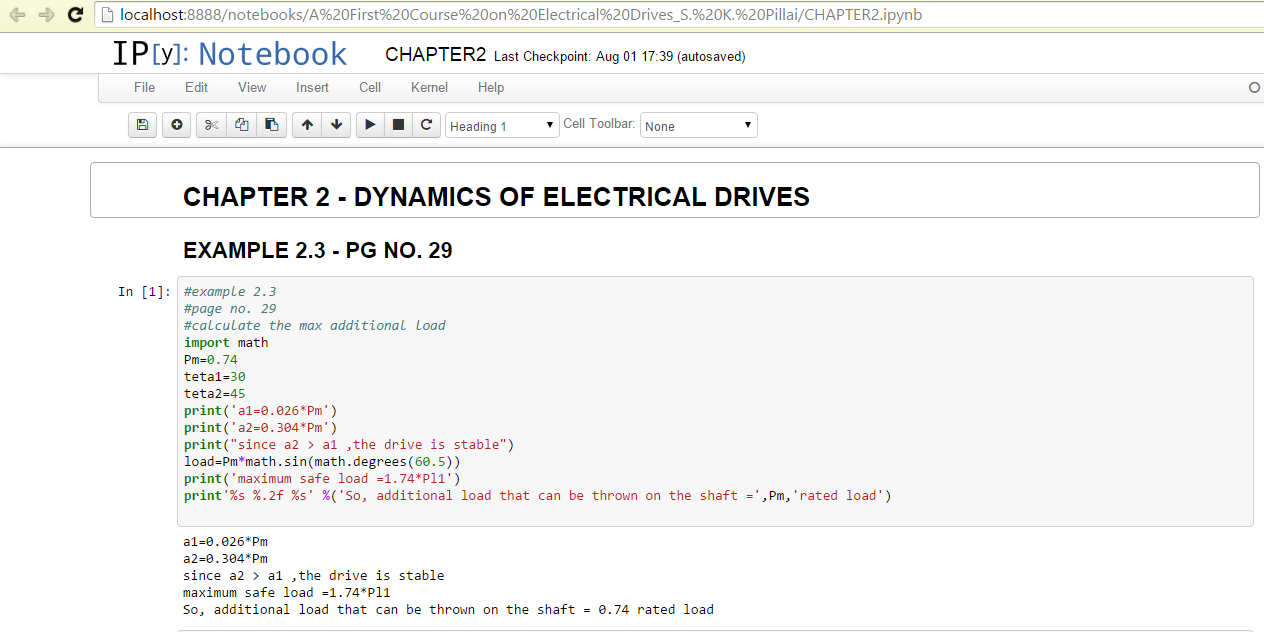 localhost:8888/notebooks/A%20First%20Course%20on%20Electrical%20Drives_S.%20K.%20Pillai/CHAPTER2.ipynb
IP[y]: Notebook CHAPTER2 Last Checkpoint: Aug 01 17:39 (autosaved)
File Edit View Insert Cell Kernel Help
Heading 1 Cell Toolbar: None
CHAPTER 2 - DYNAMICS OF ELECTRICAL DRIVES
EXAMPLE 2.3 - PG NO. 29
In [1]: #example 2.3
#page no. 29
#calculate the max additional load
import math
Pm=0.74
teta1=30
teta2=45
print('a1=0.026*Pm')
print('a2=0.304*Pm')
print("since a2 > a1 ,the drive is stable")
load=Pm*math.sin(math.degrees(60.5))
print('maximum safe load =1.74*Pl1')
print'%s %.2f %s' %('So, additional load that can be thrown on the shaft =',Pm,'rated load')
a1=0.026*Pm
a2=0.304*Pm
since a2 > a1 ,the drive is stable
maximum safe load =1.74*Pl1
So, additional load that can be thrown on the shaft = 0.74 rated load